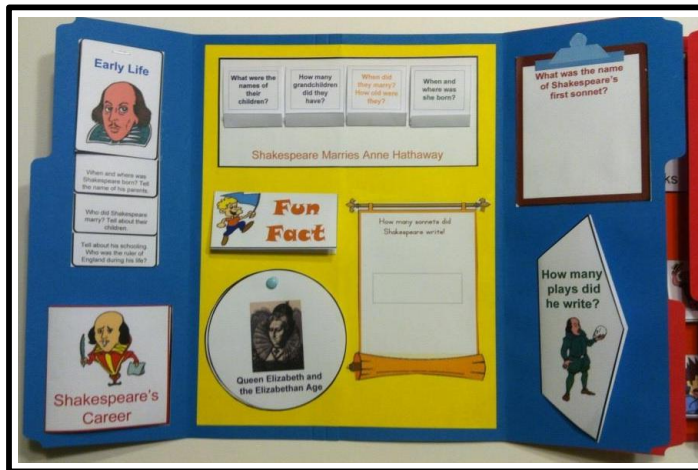 Early Life
When and where was
Shakespeare born? Tell
the name of his parents.
Who did Shakespeare
marry? Tell about their
children.
Tell about his schooling.
Who was the ruler of
England during his life?
Shakespeare's
Career
What were the
names of
their
children?
How many
grandchildren
did they
have?
When did
they marry?
How old were
they?
When and
where was
she born?
Shakespeare Marries Anne Hathaway
Fun
Fact
Queen Elizabeth and
the Elizabethan Age
How many sonnets did
Shakespeare write?
What was the name
of Shakespeare's
first sonnet?
How many
plays did
he write?